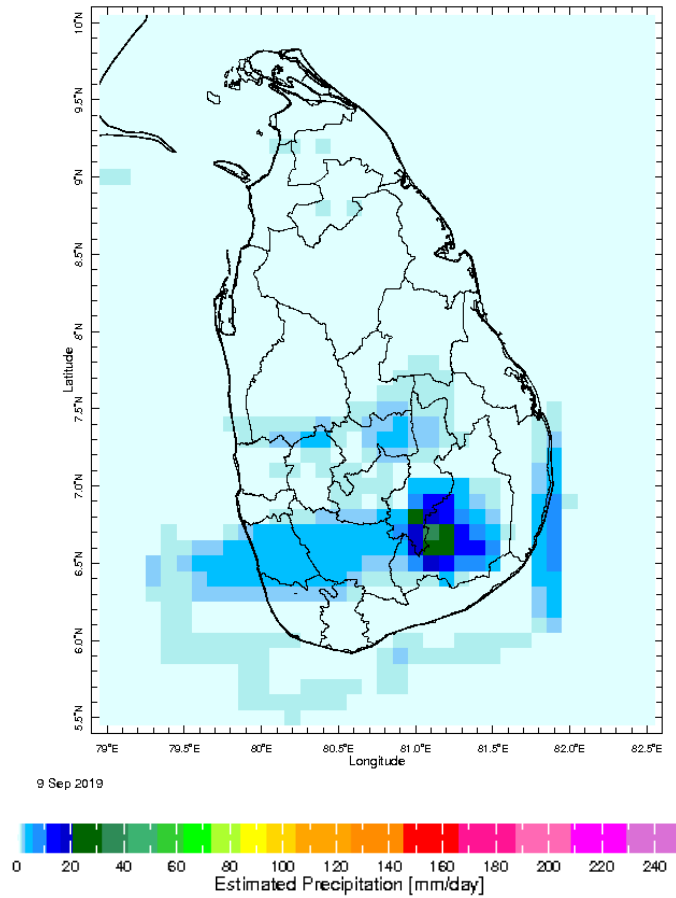 10°N
9.5°N
9°N
8.5°N
8°N
7.5°N
7.0°N
6.5°N
6.0°N
5.5°N
Latitude
79°E 79.5°E 80°E 80.5°E 81.0°E 81.5°E 82.0°E 82.5°E
Longitude
9 Sep 2019
0 20 40 60 80 100 120 140 160 180 200 220 240
Estimated Precipitation [mm/day]